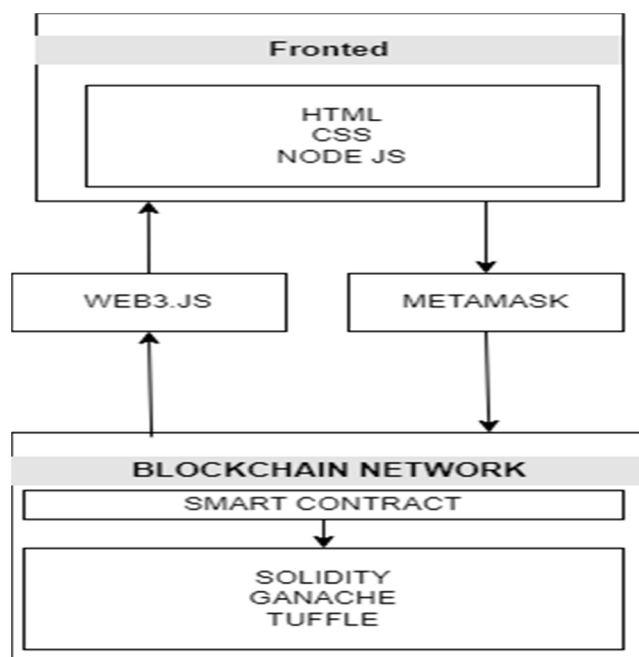 Fronted
HTML
CSS
NODE JS
WEB3.JS
METAMASK
BLOCKCHAIN NETWORK
SMART CONTRACT
SOLIDITY
GANACHE
TUFFLE